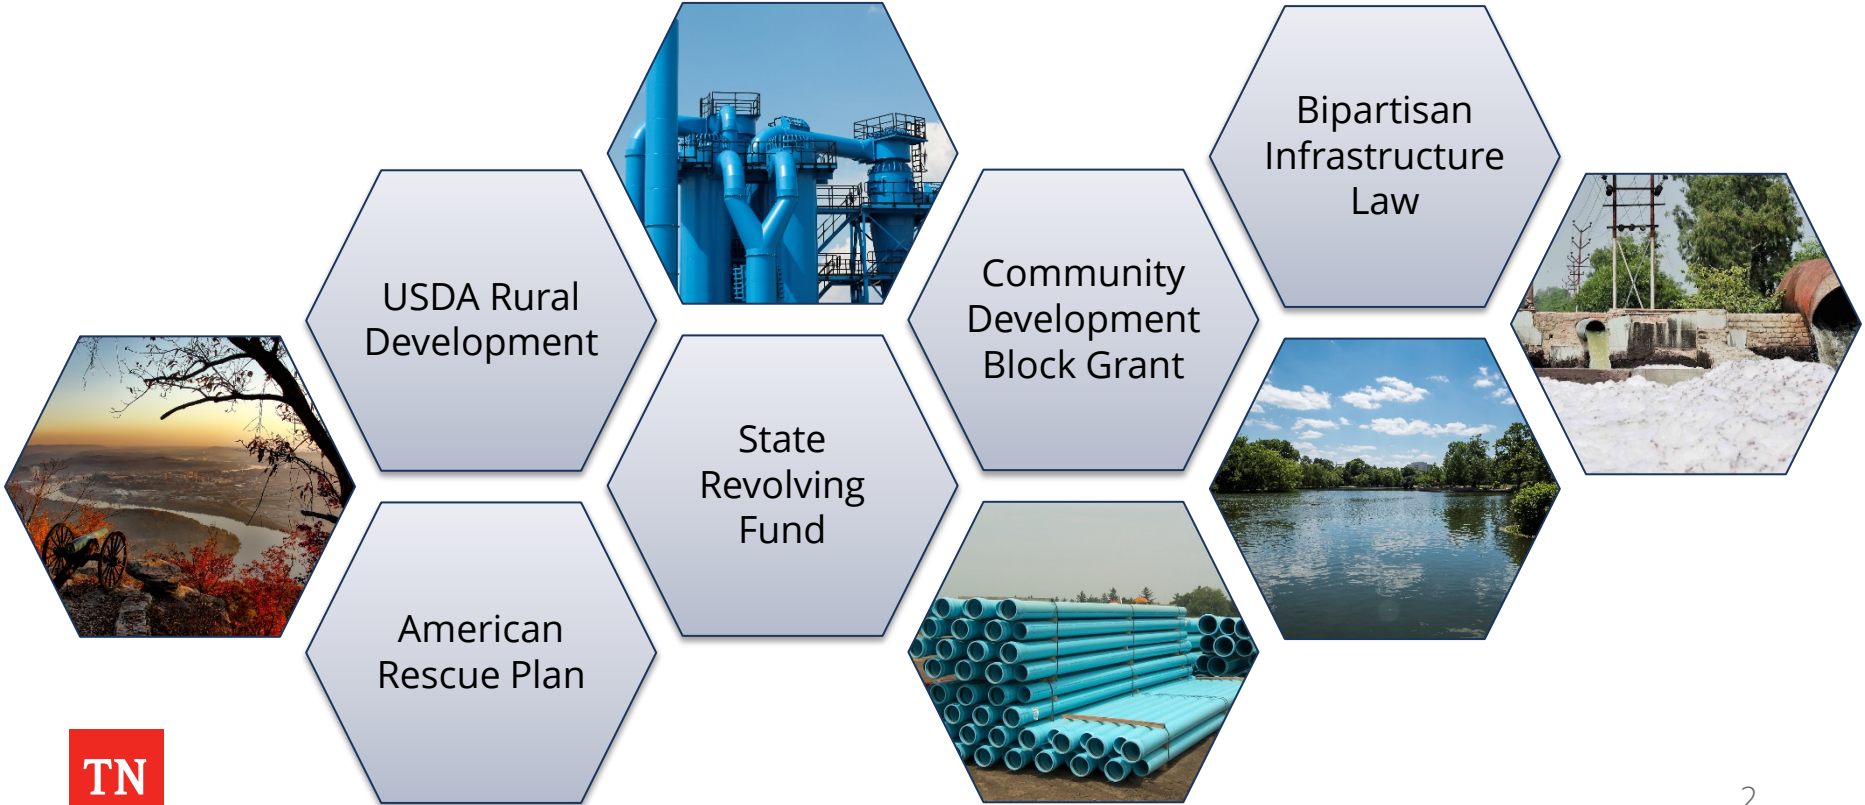 Bipartisan
Infrastructure
Law
Community
Development
Block Grant
USDA Rural
Development
State
Revolving
Fund
American
Rescue Plan
TN
2